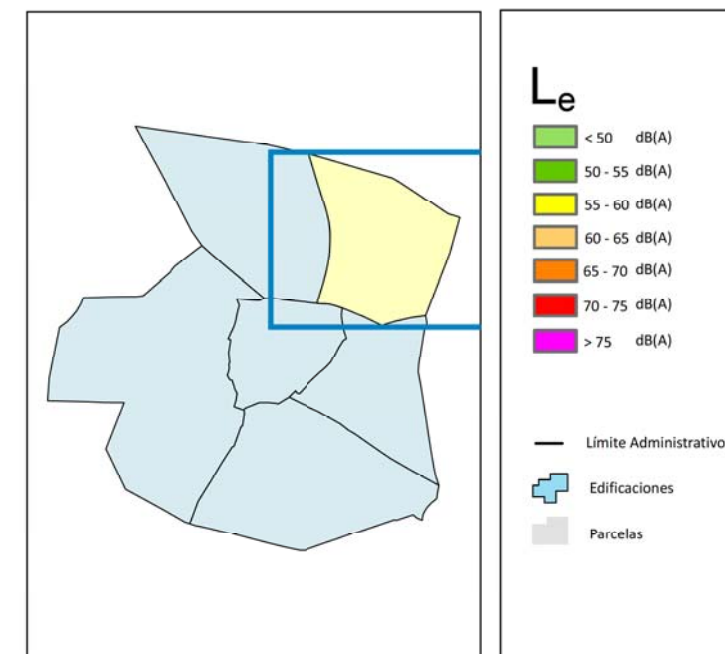 Le
< 50 dB(A)
50 - 55 dB(A)
55 - 60 dB(A)
60 - 65 dB(A)
65 - 70 dB(A)
70 - 75 dB(A)
> 75 dB(A)
Límite Administrativo
Edificaciones
Parcelas